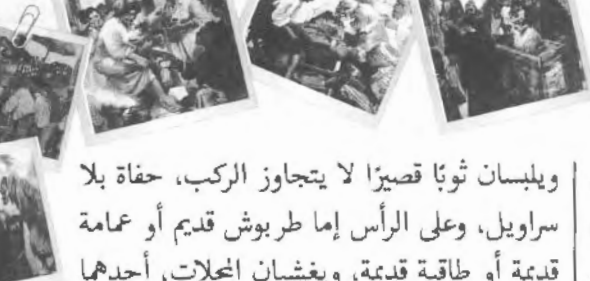 ويلبسان ثوبًا قصيرًا لا يتجاوز الركب، حفاة بلا
سراويل، وعلى الرأس إما طربوش قديم أو عمامة
قديمة أو طاقية قديمة، ويغشيان المحلات، أحدهما